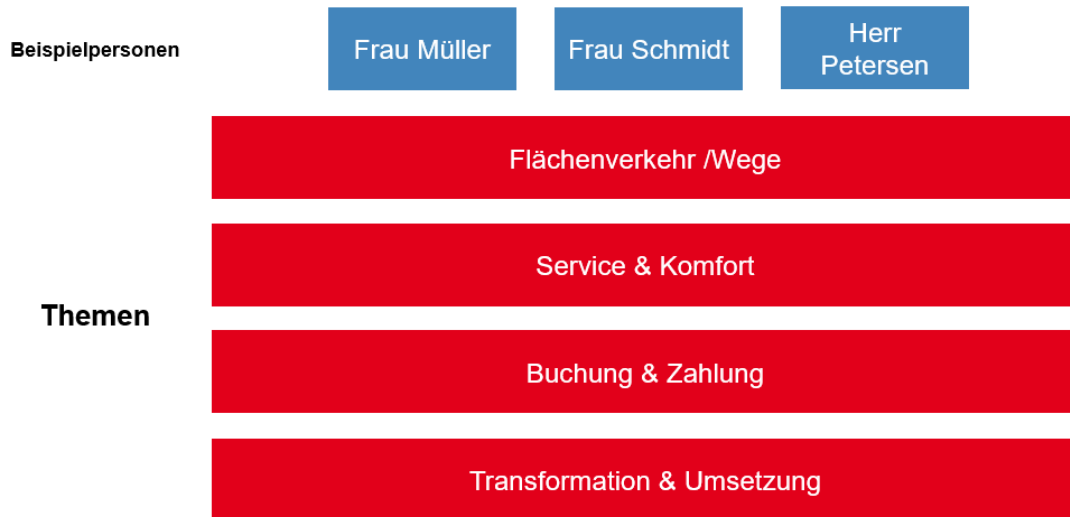 Beispielpersonen
Frau Müller
Frau Schmidt
Herr
Petersen
Flächenverkehr /Wege
Service & Komfort
Themen
Buchung & Zahlung
Transformation & Umsetzung